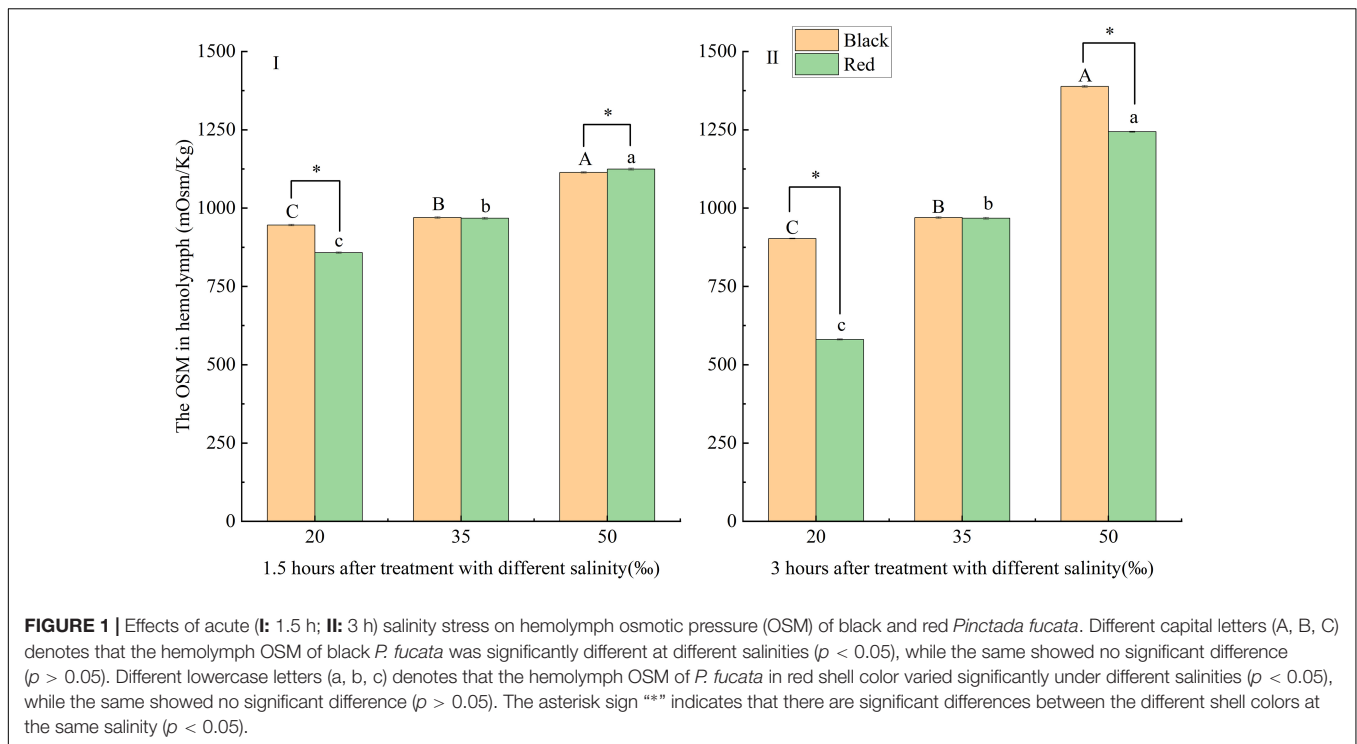 I
II
Black
Red
The OSM in hemolymph (mOsm/Kg)
1500
1250
1000
750
500
250
0
*
C
c
B
b
*
A
a
20
35
50
1.5 hours after treatment with different salinity(‰)
1500
1250
1000
750
500
250
0
*
C
c
B
b
*
A
a
20
35
50
3 hours after treatment with different salinity(‰)
FIGURE 1 | Effects of acute (I: 1.5 h; II: 3 h) salinity stress on hemolymph osmotic pressure (OSM) of black and red Pinctada fucata. Different capital letters (A, B, C)
denotes that the hemolymph OSM of black P. fucata was significantly different at different salinities (p < 0.05), while the same showed no significant difference
(p > 0.05). Different lowercase letters (a, b, c) denotes that the hemolymph OSM of P. fucata in red shell color varied significantly under different salinities (p < 0.05),
while the same showed no significant difference (p > 0.05). The asterisk sign “*” indicates that there are significant differences between the different shell colors at
the same salinity (p < 0.05).